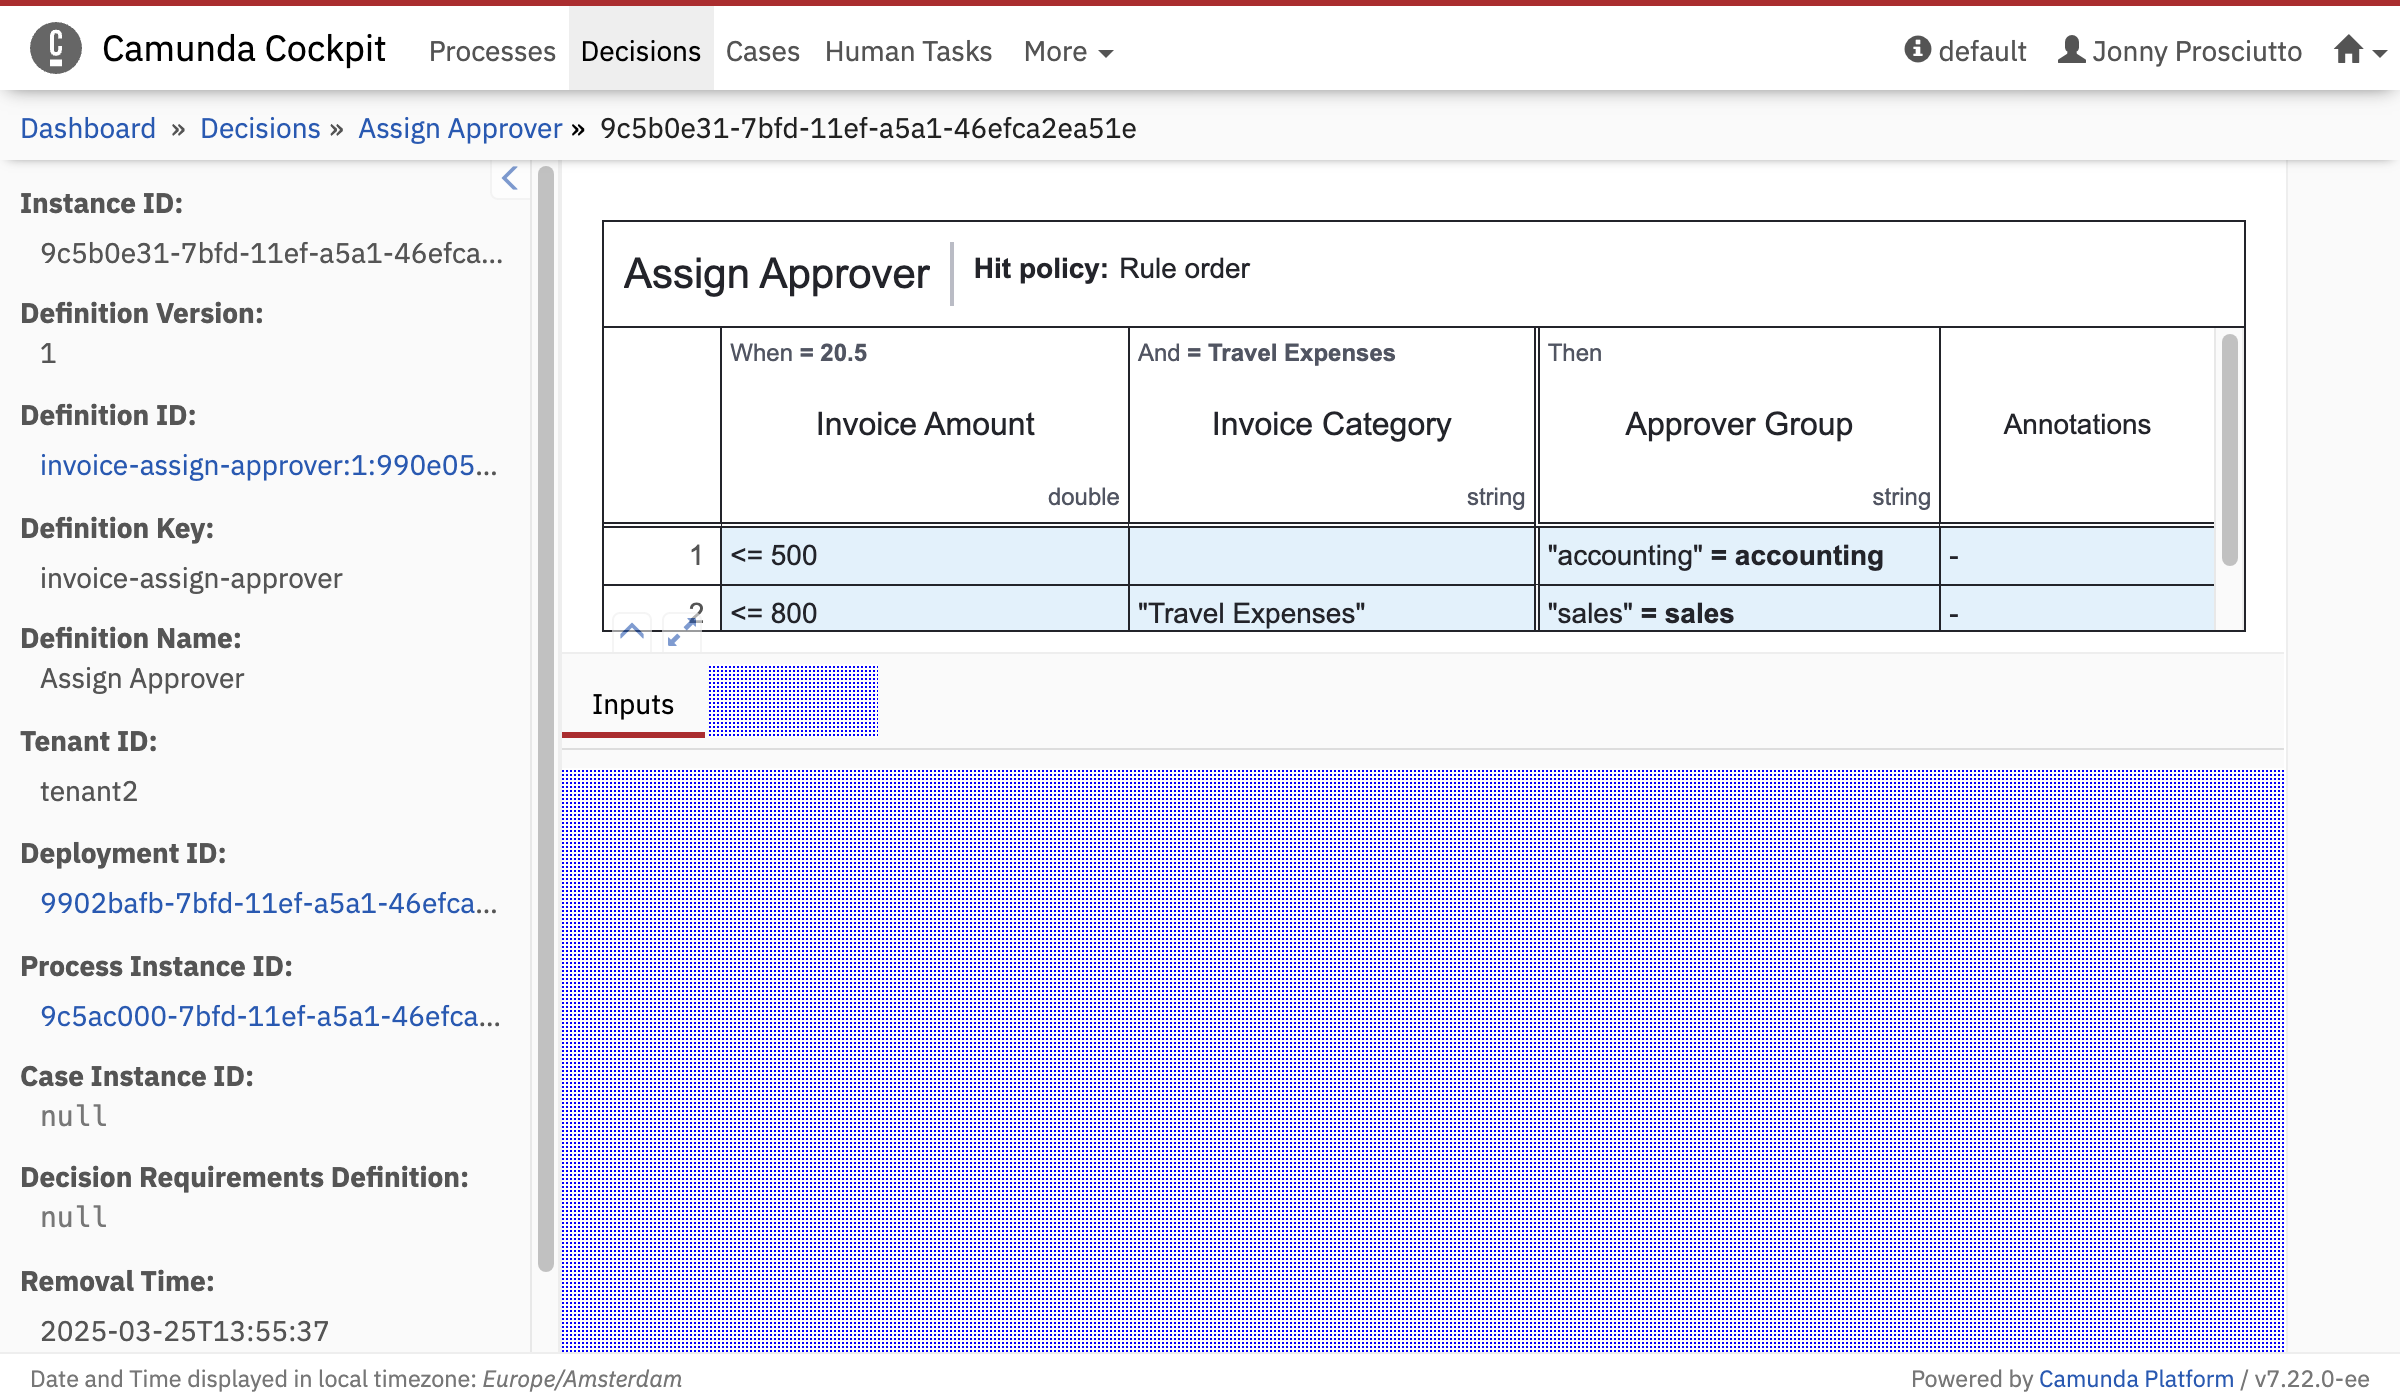 Camunda Cockpit Processes Decisions Cases Human Tasks More default Jonny Prosciutto
Dashboard » Decisions » Assign Approver » 9c5b0e31-7bfd-11ef-a5a1-46efca2ea51e
Instance ID:
9c5b0e31-7bfd-11ef-a5a1-46efca...
Definition Version:
1
Definition ID:
invoice-assign-approver:1:990e05...
Definition Key:
invoice-assign-approver
Definition Name:
Assign Approver
Tenant ID:
tenant2
Deployment ID:
9902bafb-7bfd-11ef-a5a1-46efca...
Process Instance ID:
9c5ac000-7bfd-11ef-a5a1-46efca...
Case Instance ID:
null
Decision Requirements Definition:
null
Removal Time:
2025-03-25T13:55:37
Assign Approver Hit policy: Rule order
When = 20.5 And = Travel Expenses Then
Invoice Amount Invoice Category Approver Group Annotations
double string string
1 <= 500 "accounting" = accounting -
2 <= 800 "Travel Expenses" "sales" = sales -
Inputs
Date and Time displayed in local timezone: Europe/Amsterdam
Powered by Camunda Platform / v7.22.0-ee